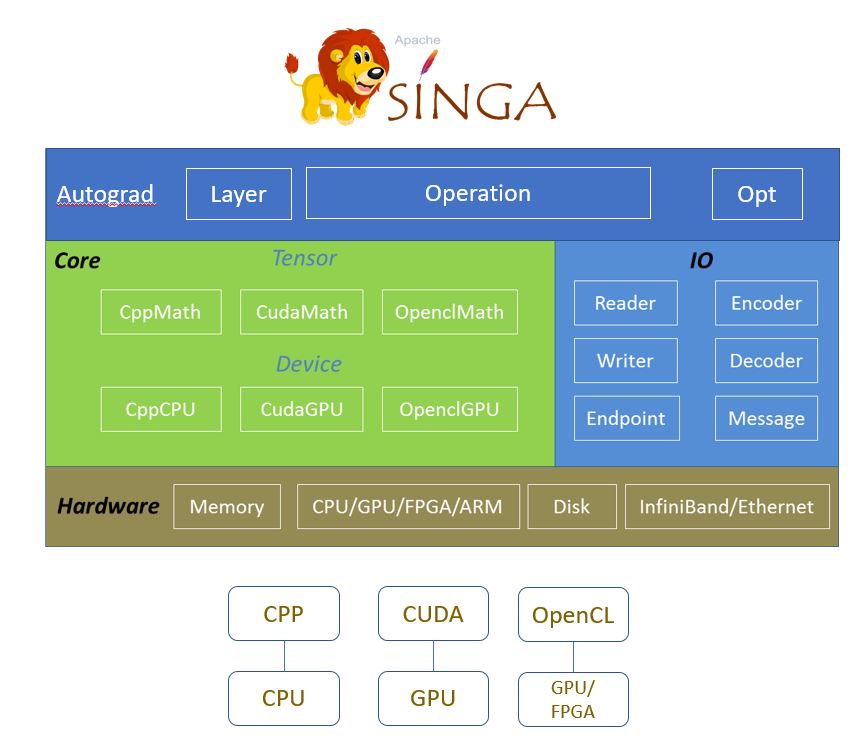 Apache
SINGA
Autograd
Layer
Operation
Opt
Core
Tensor
CppMath
CudaMath
OpenclMath
Device
CppCPU
CudaGPU
OpenclGPU
IO
Reader
Encoder
Writer
Decoder
Endpoint
Message
Hardware
Memory
CPU/GPU/FPGA/ARM
Disk
InfiniBand/Ethernet
CPP
CUDA
OpenCL
CPU
GPU
GPU/
FPGA